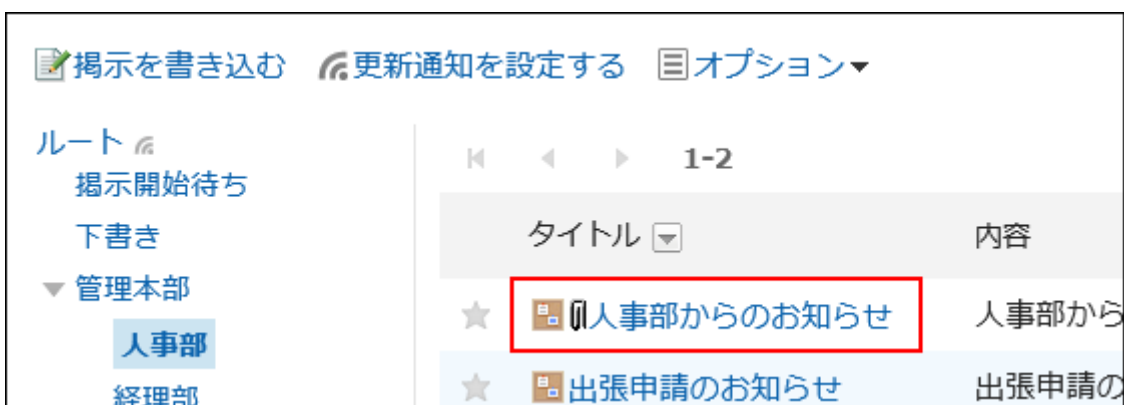 掲示を書き込む 更新通知を設定する オプション
ルート
掲示開始待ち
下書き
管理本部
人事部
経理部
1-2
タイトル 内容
人事部からのお知らせ 人事部から
出張申請のお知らせ 出張申請の